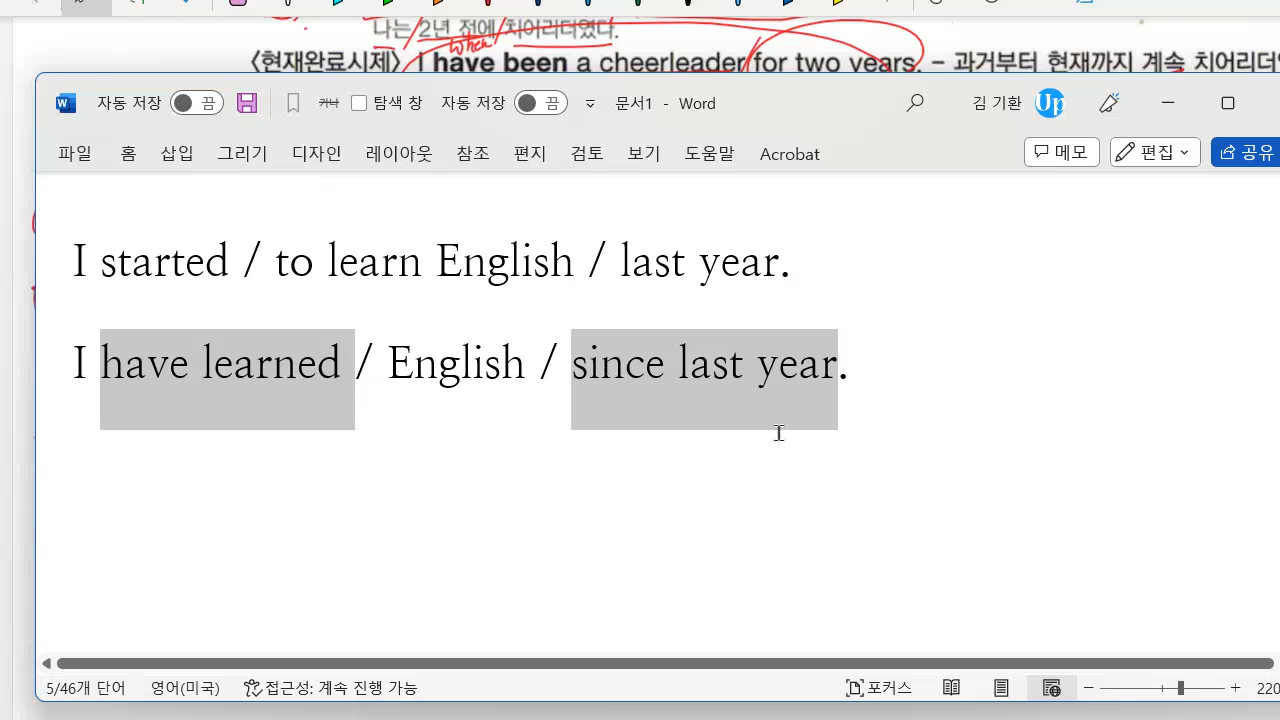 나는 2년 전에 치어리더였다.
when
〈현재완료시제〉 I have been a cheerleader for two years. – 과거부터 현재까지 계속 치어리더
자동 저장 끔 탐색 창 자동 저장 끔 문서1 - Word 김 기환 Up
파일 홈 삽입 그리기 디자인 레이아웃 참조 편지 검토 보기 도움말 Acrobat 메모 편집 공유
I started / to learn English / last year.
I have learned / English / since last year.
5/46개 단어 영어(미국) 접근성: 계속 진행 가능 포커스 220